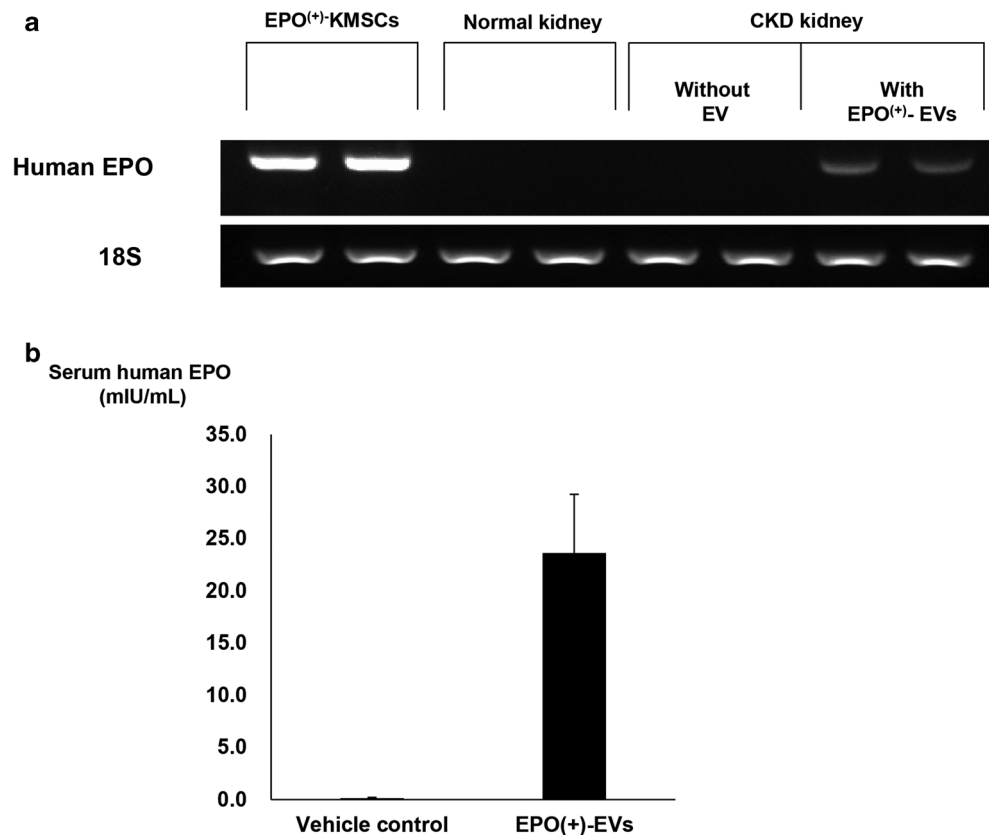 a
EPO(+)-KMSCs Normal kidney CKD kidney
Without With
EV EPO(+)- EVs
Human EPO
18S
b
Serum human EPO
(mIU/mL)
35.0
30.0
25.0
20.0
15.0
10.0
5.0
0.0
Vehicle control EPO(+)-EVs